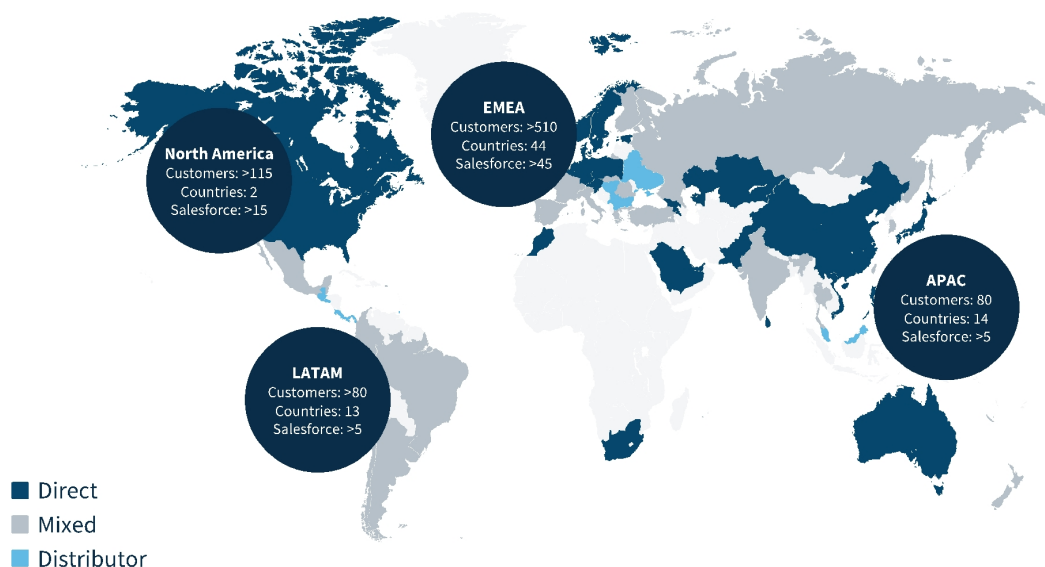 North America
Customers: >115
Countries: 2
Salesforce: >15
EMEA
Customers: >510
Countries: 44
Salesforce: >45
LATAM
Customers: >80
Countries: 13
Salesforce: >5
APAC
Customers: 80
Countries: 14
Salesforce: >5
Direct
Mixed
Distributor